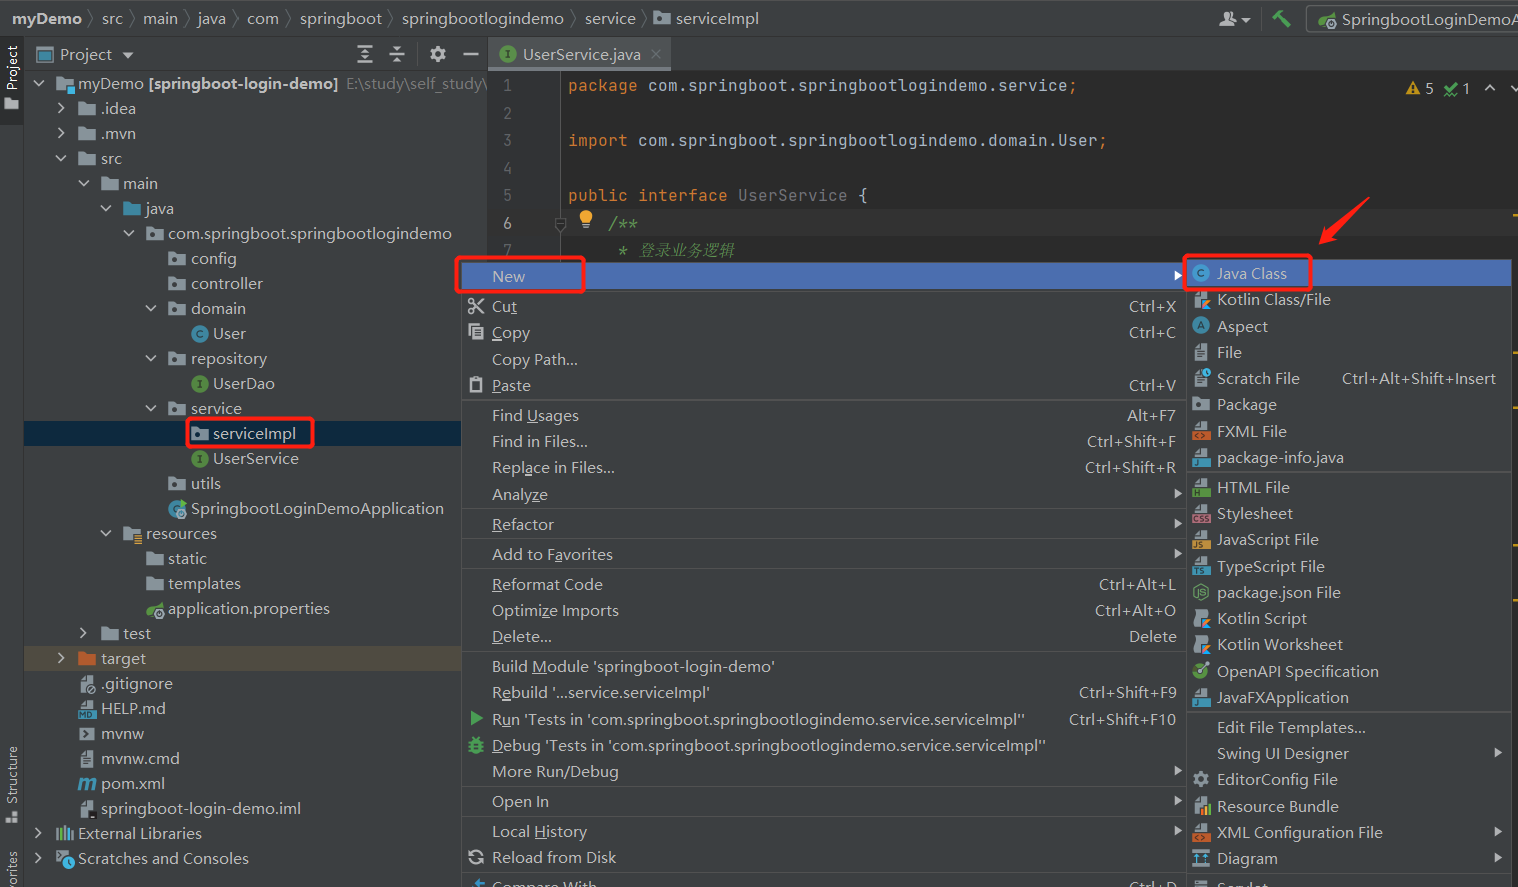 myDemo src main java com springboot springbootlogindemo service serviceImpl
SpringbootLoginDemoA
Project
Project
UserService.java
myDemo [springboot-login-demo] E:\study\self_study\
.idea
.mvn
src
main
java
com.springboot.springbootlogindemo
config
controller
domain
User
repository
UserDao
service
serviceImpl
UserService
utils
SpringbootLoginDemoApplication
resources
static
templates
application.properties
test
target
.gitignore
HELP.md
mvnw
mvnw.cmd
pom.xml
springboot-login-demo.iml
External Libraries
Scratches and Consoles
Structure
1 package com.springboot.springbootlogindemo.service;
5 1
2
3 import com.springboot.springbootlogindemo.domain.User;
4
5 public interface UserService {
6 /**
7 * 登录业务逻辑
New
Cut Ctrl+X
Copy Ctrl+C
Copy Path...
Paste Ctrl+V
Find Usages Alt+F7
Find in Files... Ctrl+Shift+F
Replace in Files... Ctrl+Shift+R
Analyze
Refactor
Add to Favorites
Reformat Code Ctrl+Alt+L
Optimize Imports Ctrl+Alt+O
Delete... Delete
Build Module 'springboot-login-demo'
Rebuild '...service.serviceImpl' Ctrl+Shift+F9
Run 'Tests in 'com.springboot.springbootlogindemo.service.serviceImpl'' Ctrl+Shift+F10
Debug 'Tests in 'com.springboot.springbootlogindemo.service.serviceImpl''
More Run/Debug
Open In
Local History
Reload from Disk
Compare With... Ctrl+D
Java Class
Kotlin Class/File
Aspect
File
Scratch File Ctrl+Alt+Shift+Insert
Package
FXML File
package-info.java
HTML File
Stylesheet
JavaScript File
TypeScript File
package.json File
Kotlin Script
Kotlin Worksheet
OpenAPI Specification
JavaFXApplication
Edit File Templates...
Swing UI Designer
EditorConfig File
Resource Bundle
XML Configuration File
Diagram
Servlet